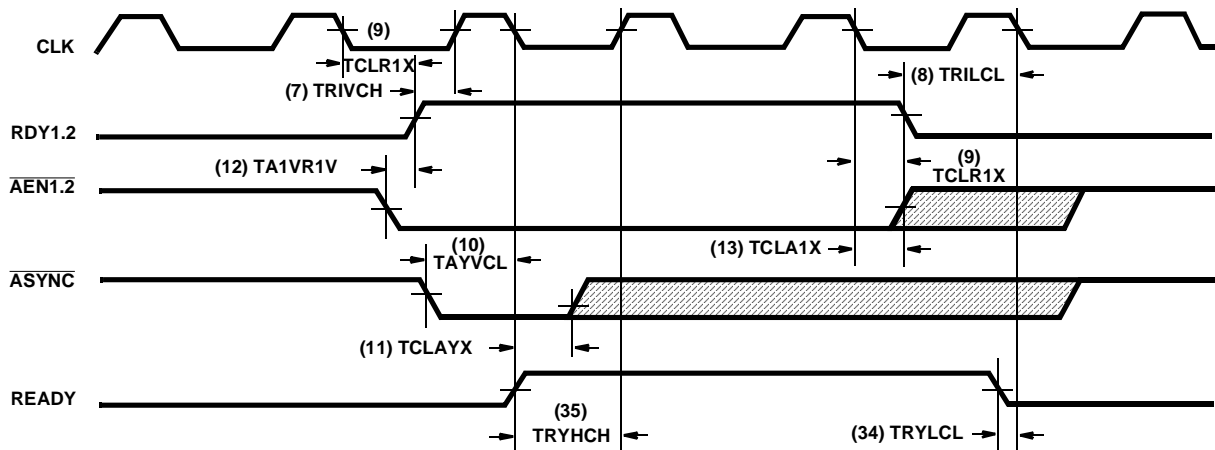 CLK
(9)
TCLR1X
(7) TRIVCH
(8) TRILCL
RDY1.2
(12) TA1VR1V
(9)
TCLR1X
AEN1.2
(10)
TAYVCL
(13) TCLA1X
ASYNC
(11) TCLAYX
READY
(35)
TRYHCH
(34) TRYLCL